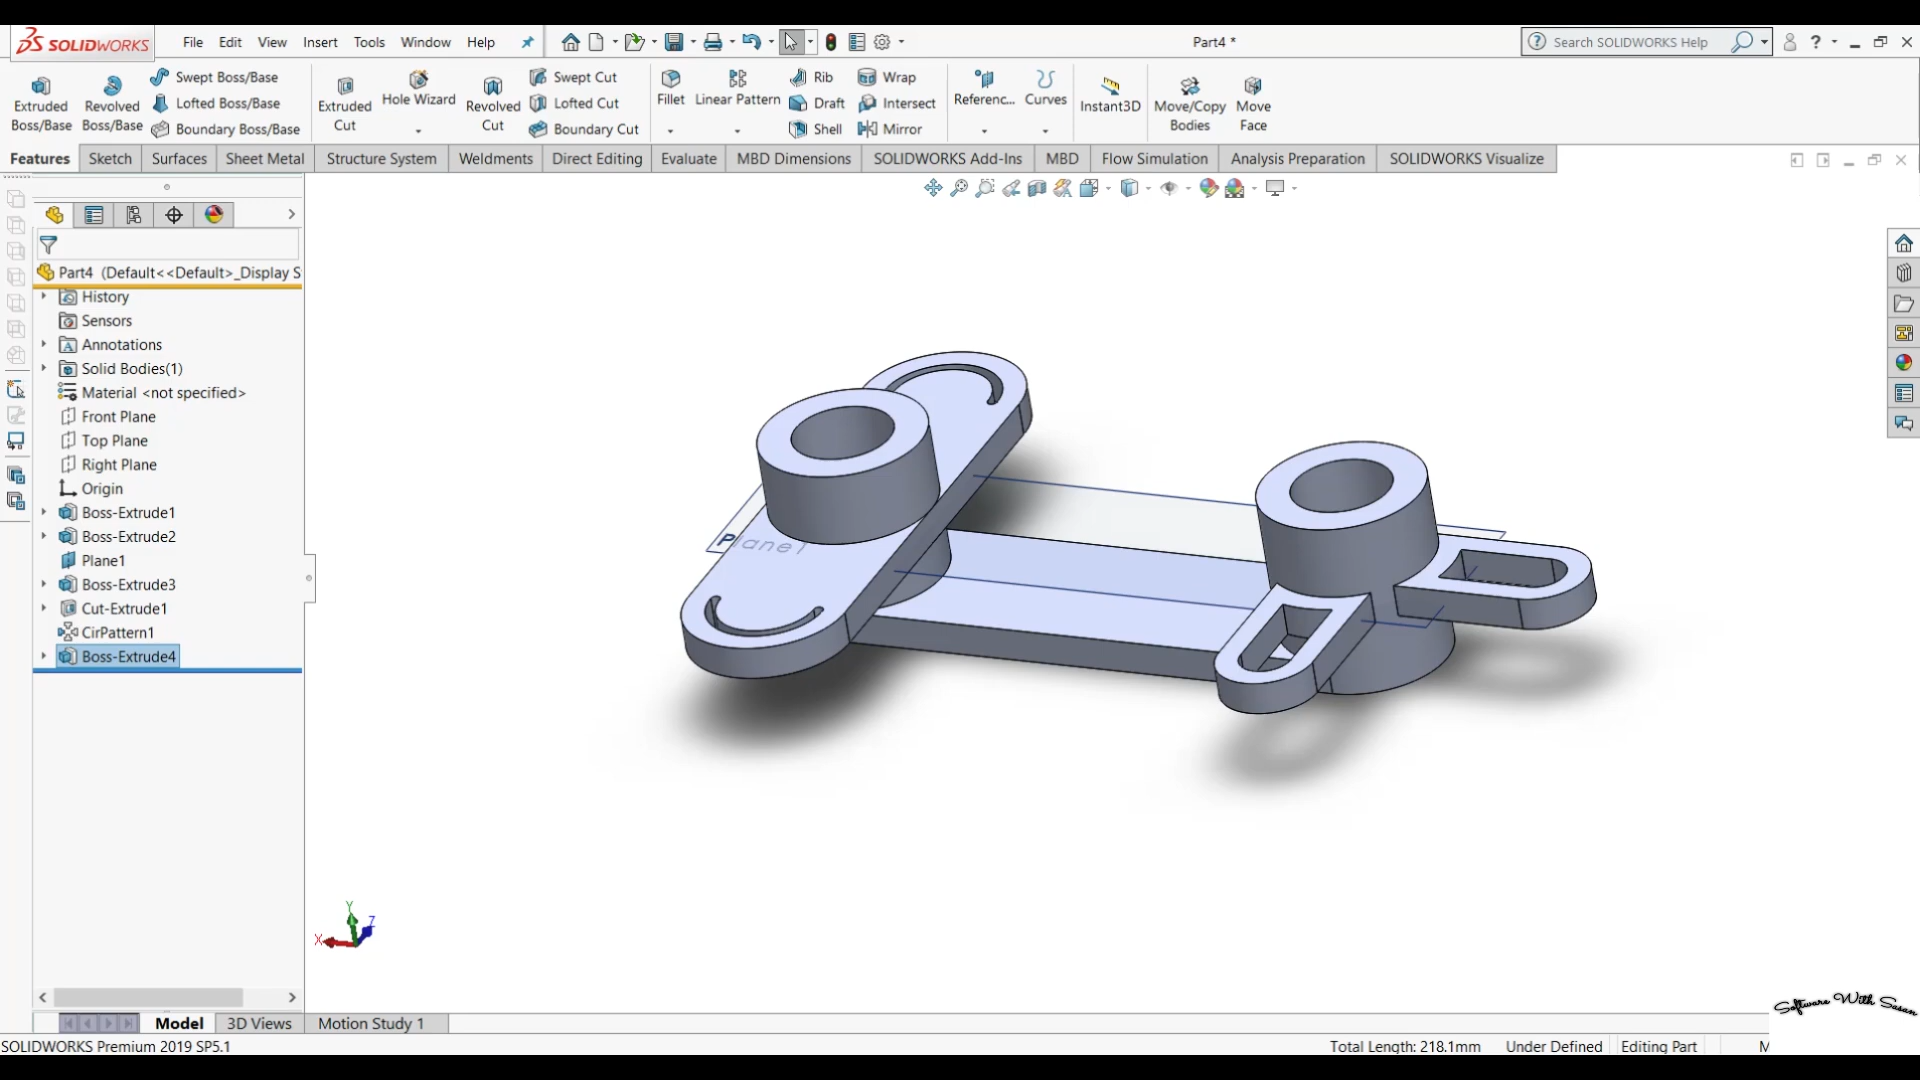 SOLIDWORKS File Edit View Insert Tools Window Help Part4 * Search SOLIDWORKS Help ?
Extruded Boss/Base
Revolved Boss/Base
Swept Boss/Base
Lofted Boss/Base
Boundary Boss/Base
Extruded Cut
Hole Wizard
Revolved Cut
Swept Cut
Lofted Cut
Boundary Cut
Fillet
Linear Pattern
Rib
Draft
Shell
Wrap
Intersect
Mirror
Referenc...
Curves
Instant3D
Move/Copy Bodies
Move Face
Features Sketch Surfaces Sheet Metal Structure System Weldments Direct Editing Evaluate MBD Dimensions SOLIDWORKS Add-Ins MBD Flow Simulation Analysis Preparation SOLIDWORKS Visualize
Part4 (Default<<Default>_Display S
History
Sensors
Annotations
Solid Bodies(1)
Material <not specified>
Front Plane
Top Plane
Right Plane
Origin
Boss-Extrude1
Boss-Extrude2
Plane1
Boss-Extrude3
Cut-Extrude1
CirPattern1
Boss-Extrude4
Plane1
Y
Z
X
Software With Sasan
Model 3D Views Motion Study 1
SOLIDWORKS Premium 2019 SP5.1 Total Length: 218.1mm Under Defined Editing Part M